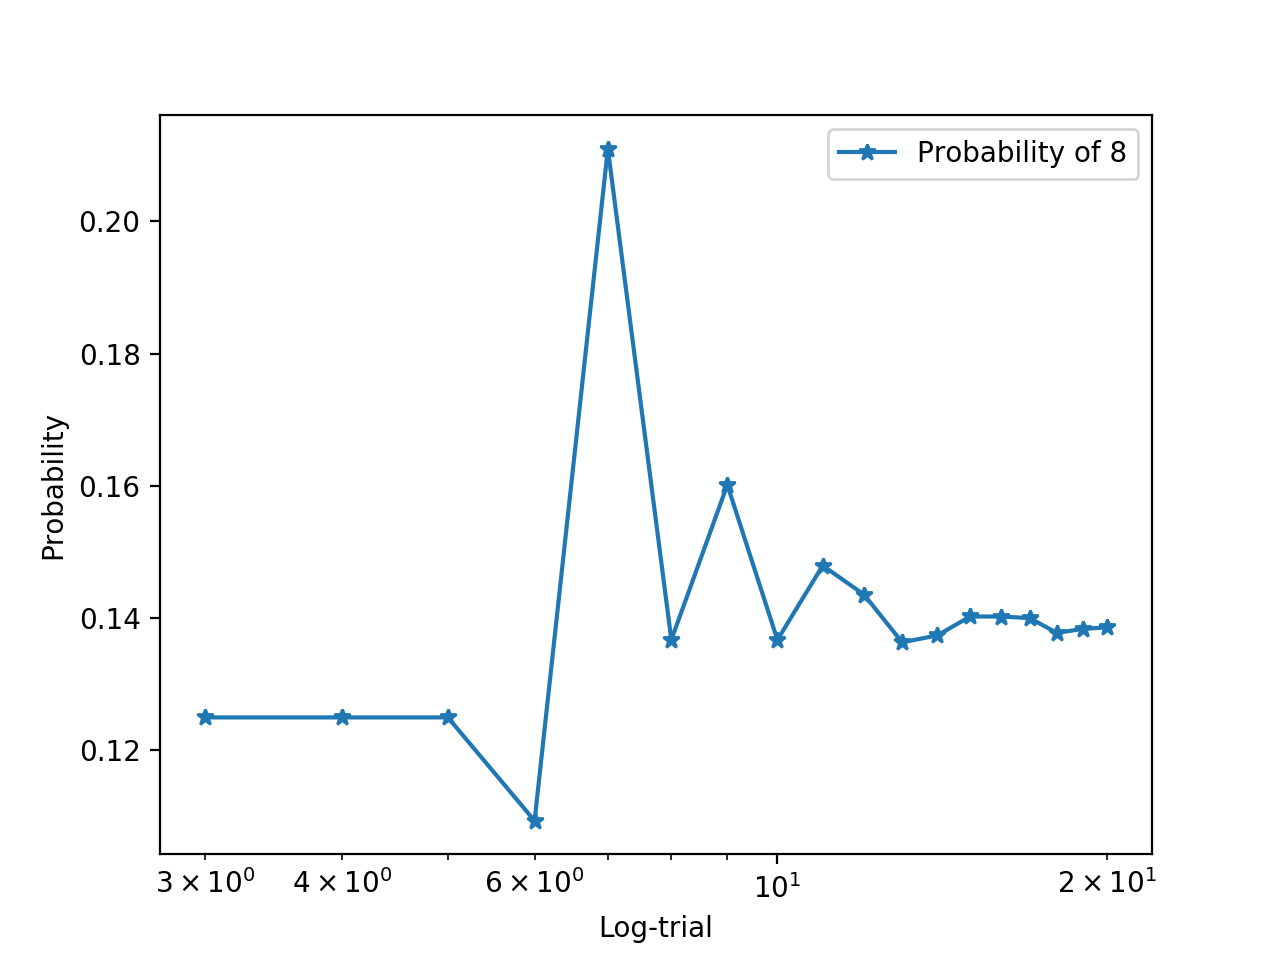 Probability of 8
0.20
0.18
0.16
0.14
0.12
Probability
3 × 10⁰
4 × 10⁰
6 × 10⁰
10¹
2 × 10¹
Log-trial